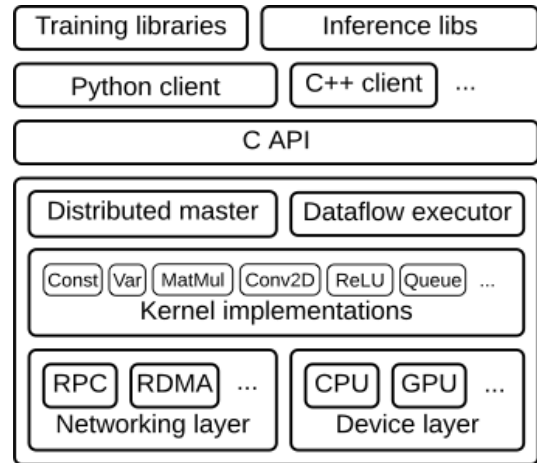 Training libraries Inference libs
Python client C++ client ...
C API
Distributed master Dataflow executor
Const Var MatMul Conv2D ReLU Queue ...
Kernel implementations
RPC RDMA ... CPU GPU ...
Networking layer Device layer